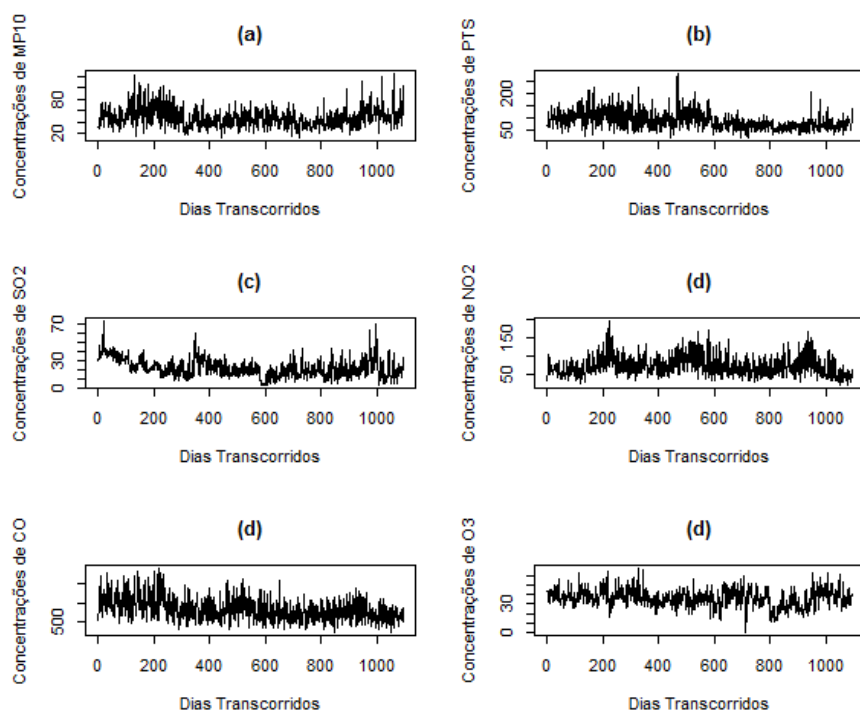 (a)
Concentrações de MP10
80
20
0 200 400 600 800 1000
Dias Transcorridos
(b)
Concentrações de PTS
200
50
0 200 400 600 800 1000
Dias Transcorridos
(c)
Concentrações de SO2
70
30
0
0 200 400 600 800 1000
Dias Transcorridos
(d)
Concentrações de NO2
150
50
0 200 400 600 800 1000
Dias Transcorridos
(d)
Concentrações de CO
500
0 200 400 600 800 1000
Dias Transcorridos
(d)
Concentrações de O3
30
0
0 200 400 600 800 1000
Dias Transcorridos